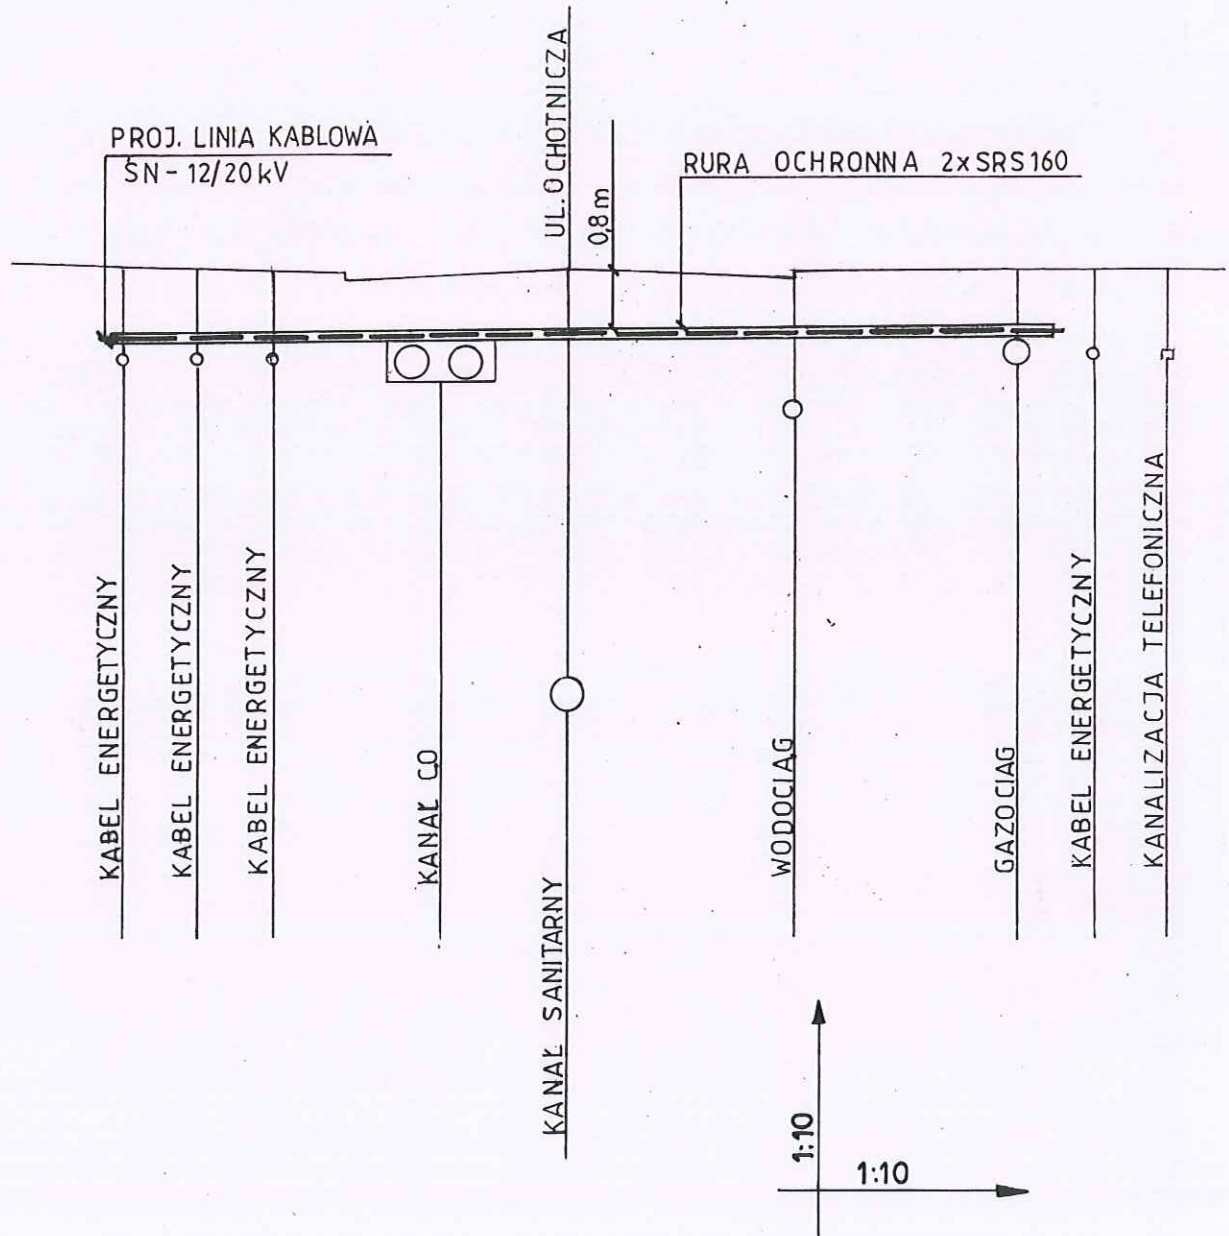 UL. OCHOTNICZA
PROJ. LINIA KABLOWA
SN - 12/20 kV
0,8 m
RURA OCHRONNA 2x SRS 160
KABEL ENERGETYCZNY
KABEL ENERGETYCZNY
KABEL ENERGETYCZNY
KANAŁ CO
KANAŁ SANITARNY
WODOCIĄG
GAZOCIAG
KABEL ENERGETYCZNY
KANALIZACJA TELEFONICZNA
1:10
1:10